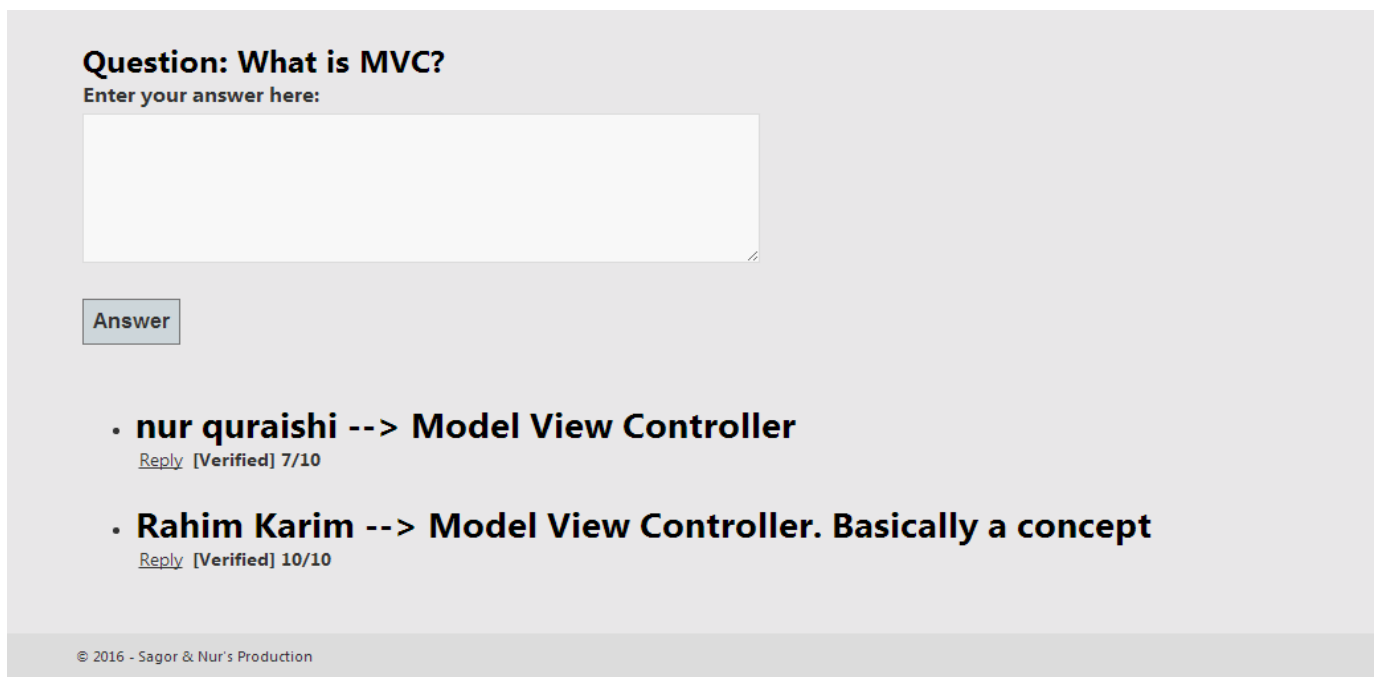 Question: What is MVC?
Enter your answer here:
Answer
nur quraishi --> Model View Controller
Reply [Verified] 7/10
Rahim Karim --> Model View Controller. Basically a concept
Reply [Verified] 10/10
© 2016 - Sagor & Nur's Production